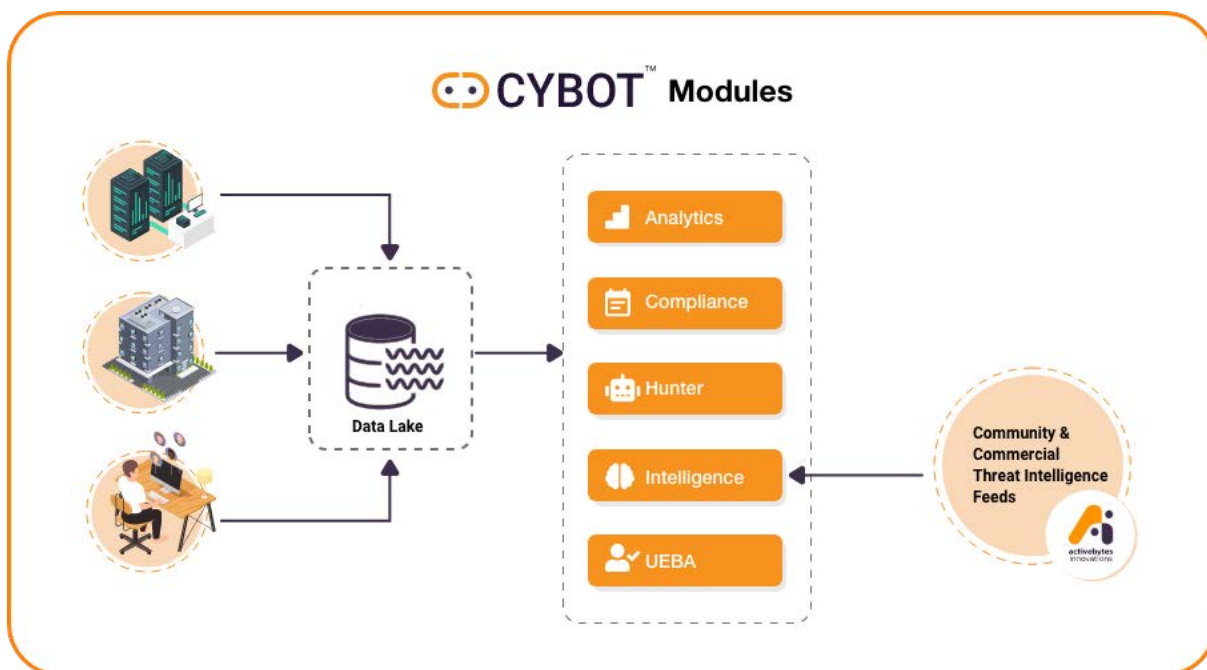 CYBOT™ Modules
Analytics
Compliance
Hunter
Intelligence
UEBA
Data Lake
Community &
Commercial
Threat Intelligence
Feeds
activebytes
innovations